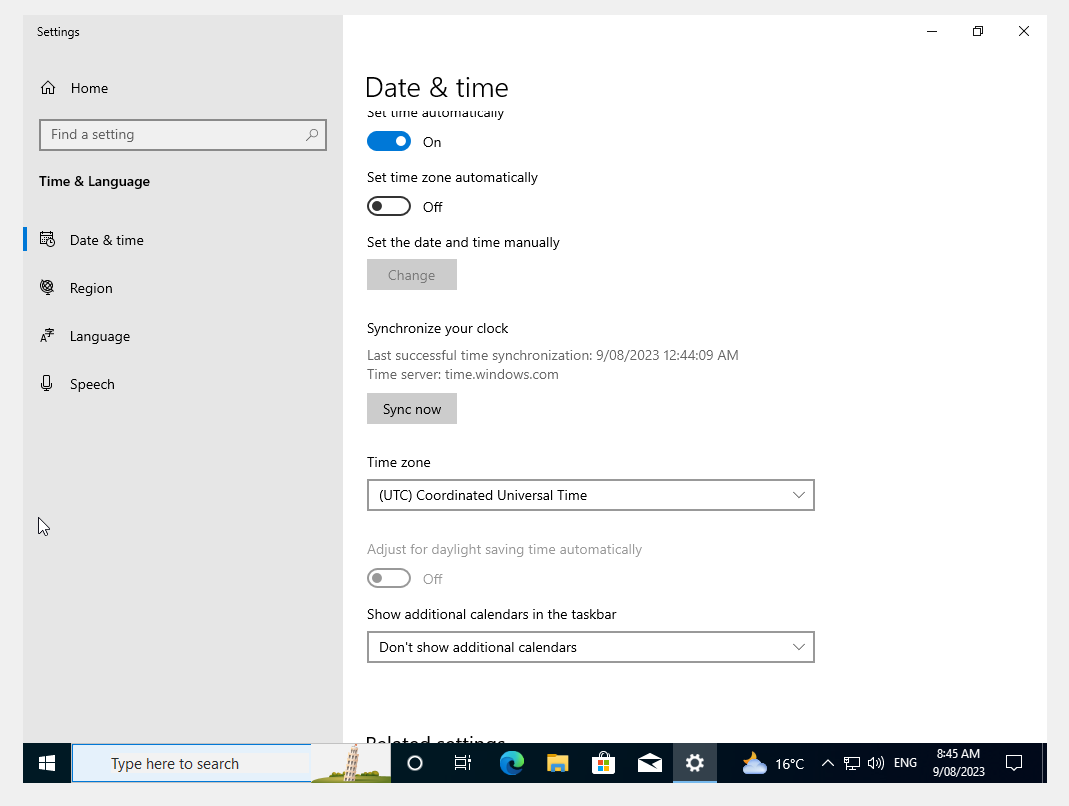 Settings
Home
Find a setting
Time & Language
Date & time
Region
Language
Speech
Date & time
Set time automatically
On
Set time zone automatically
Off
Set the date and time manually
Change
Synchronize your clock
Last successful time synchronization: 9/08/2023 12:44:09 AM
Time server: time.windows.com
Sync now
Time zone
(UTC) Coordinated Universal Time
Adjust for daylight saving time automatically
Off
Show additional calendars in the taskbar
Don't show additional calendars
Related settings
Type here to search
16°C
ENG
8:45 AM
9/08/2023